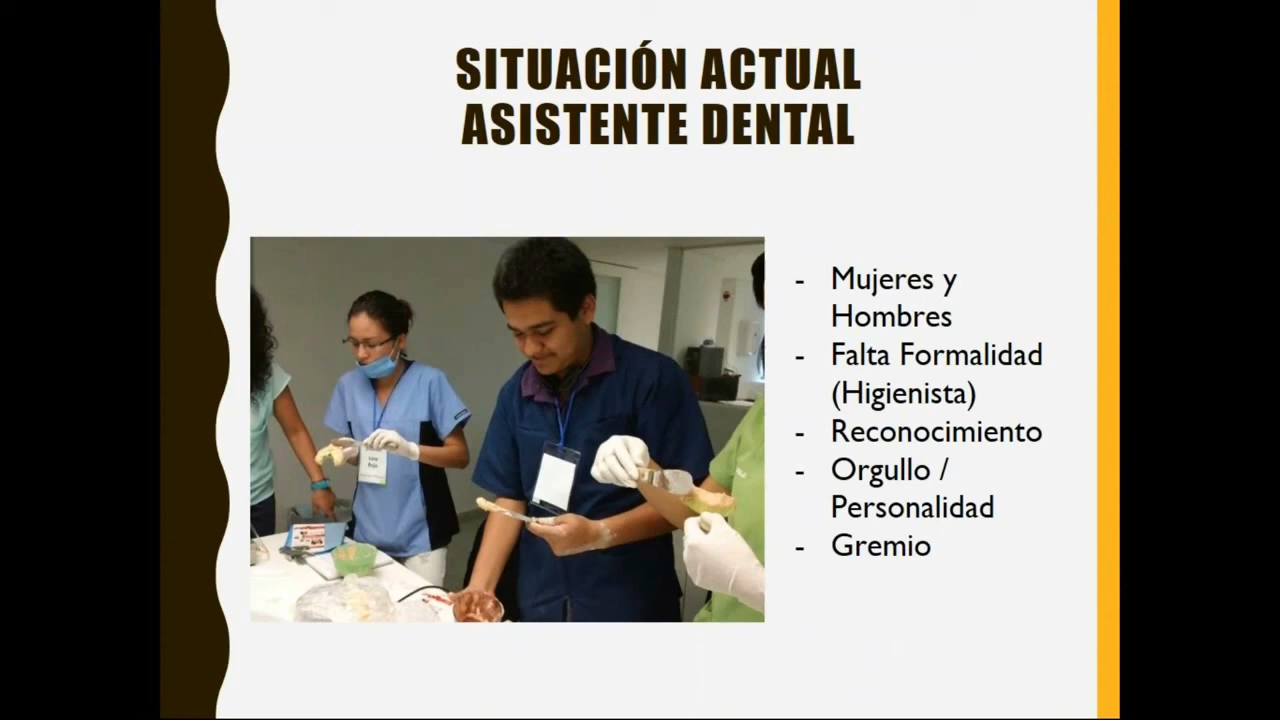 SITUACIÓN ACTUAL
ASISTENTE DENTAL
- Mujeres y
Hombres
- Falta Formalidad
(Higienista)
- Reconocimiento
- Orgullo /
Personalidad
- Gremio